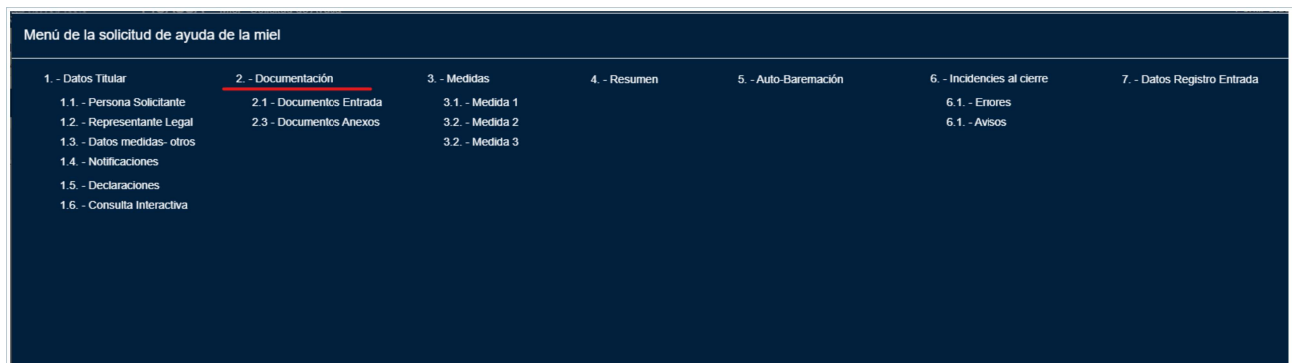 Menú de la solicitud de ayuda de la miel
1. - Datos Titular
1.1. - Persona Solicitante
1.2. - Representante Legal
1.3. - Datos medidas- otros
1.4. - Notificaciones
1.5. - Declaraciones
1.6. - Consulta Interactiva
2. - Documentación
2.1 - Documentos Entrada
2.3 - Documentos Anexos
3. - Medidas
3.1. - Medida 1
3.2. - Medida 2
3.2. - Medida 3
4. - Resumen
5. - Auto-Baremación
6. - Incidencies al cierre
6.1. - Errores
6.1. - Avisos
7. - Datos Registro Entrada